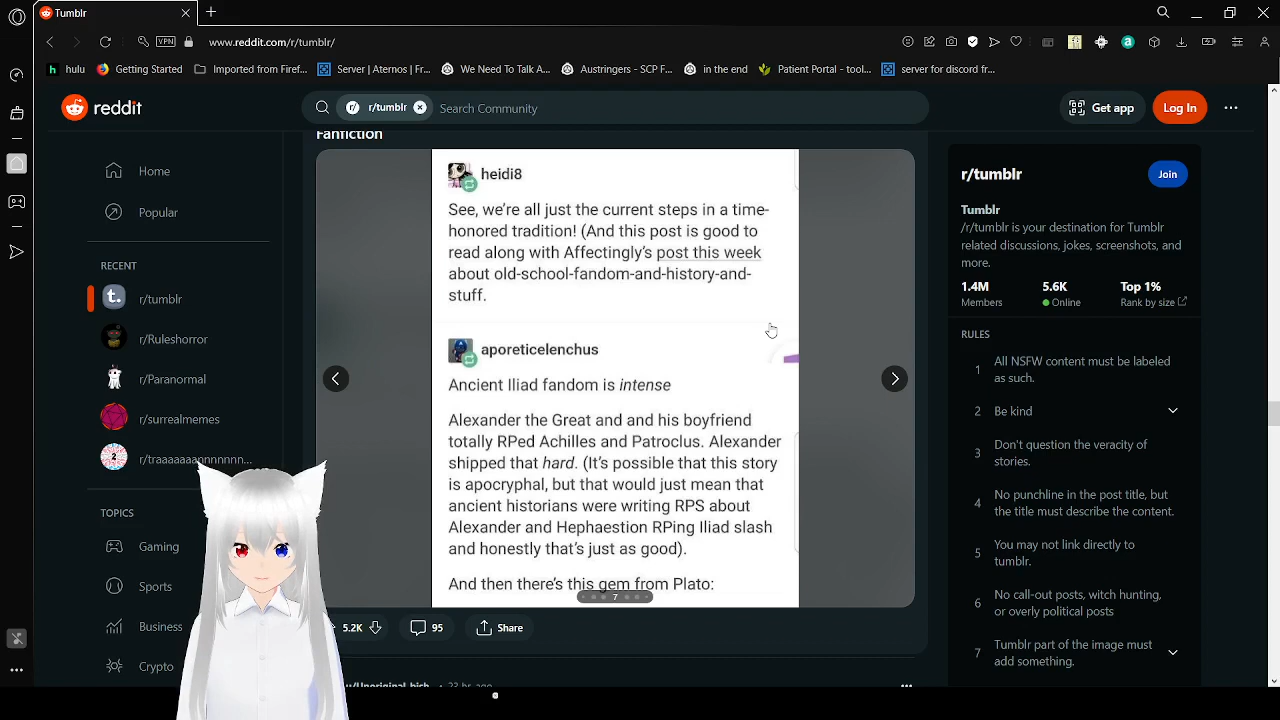 Tumblr
VPN
www.reddit.com/r/tumblr/
hulu
Getting Started
Imported from Firef...
Server | Aternos | Fr...
We Need To Talk A...
Austringers - SCP F...
in the end
Patient Portal - tool...
server for discord fr...
reddit
r/tumblr
Search Community
Get app
Log In
Home
Popular
RECENT
r/tumblr
r/Ruleshorror
r/Paranormal
r/surrealmemes
r/traaaaaaannnnnnn...
TOPICS
Gaming
Sports
Business
Crypto
Fanfiction
heidi8
See, we're all just the current steps in a time-
honored tradition! (And this post is good to
read along with Affectingly's post this week
about old-school-fandom-and-history-and-
stuff.
aporeticelenchus
Ancient Iliad fandom is intense
Alexander the Great and and his boyfriend
totally RPed Achilles and Patroclus. Alexander
shipped that hard. (It's possible that this story
is apocryphal, but that would just mean that
ancient historians were writing RPS about
Alexander and Hephaestion RPing Iliad slash
and honestly that's just as good).
And then there's this gem from Plato:
7
5.2K
95
Share
u/Unoriginal_bish
23 hr. ago
r/tumblr
Join
Tumblr
/r/tumblr is your destination for Tumblr
related discussions, jokes, screenshots, and
more.
1.4M
Members
5.6K
Online
Top 1%
Rank by size
RULES
1 All NSFW content must be labeled
as such.
2 Be kind
3 Don't question the veracity of
stories.
4 No punchline in the post title, but
the title must describe the content.
5 You may not link directly to
tumblr.
6 No call-out posts, witch hunting,
or overly political posts
7 Tumblr part of the image must
add something.